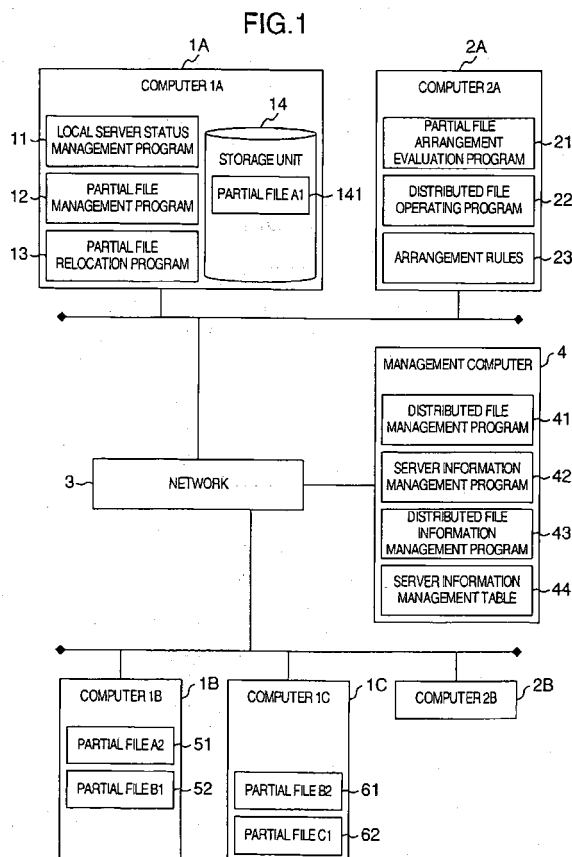 FIG.1
1A
COMPUTER 1A
11
LOCAL SERVER STATUS
MANAGEMENT PROGRAM
12
PARTIAL FILE
MANAGEMENT PROGRAM
13
PARTIAL FILE
RELOCATION PROGRAM
14
STORAGE UNIT
PARTIAL FILE A1
141
2A
COMPUTER 2A
PARTIAL FILE
ARRANGEMENT
EVALUATION PROGRAM
21
DISTRIBUTED FILE
OPERATING PROGRAM
22
ARRANGEMENT RULES
23
3
NETWORK
4
MANAGEMENT COMPUTER
DISTRIBUTED FILE
MANAGEMENT PROGRAM
41
SERVER INFORMATION
MANAGEMENT PROGRAM
42
DISTRIBUTED FILE
INFORMATION
MANAGEMENT PROGRAM
43
SERVER INFORMATION
MANAGEMENT TABLE
44
1B
COMPUTER 1B
PARTIAL FILE A2
51
PARTIAL FILE B1
52
1C
COMPUTER 1C
PARTIAL FILE B2
61
PARTIAL FILE C1
62
COMPUTER 2B
2B